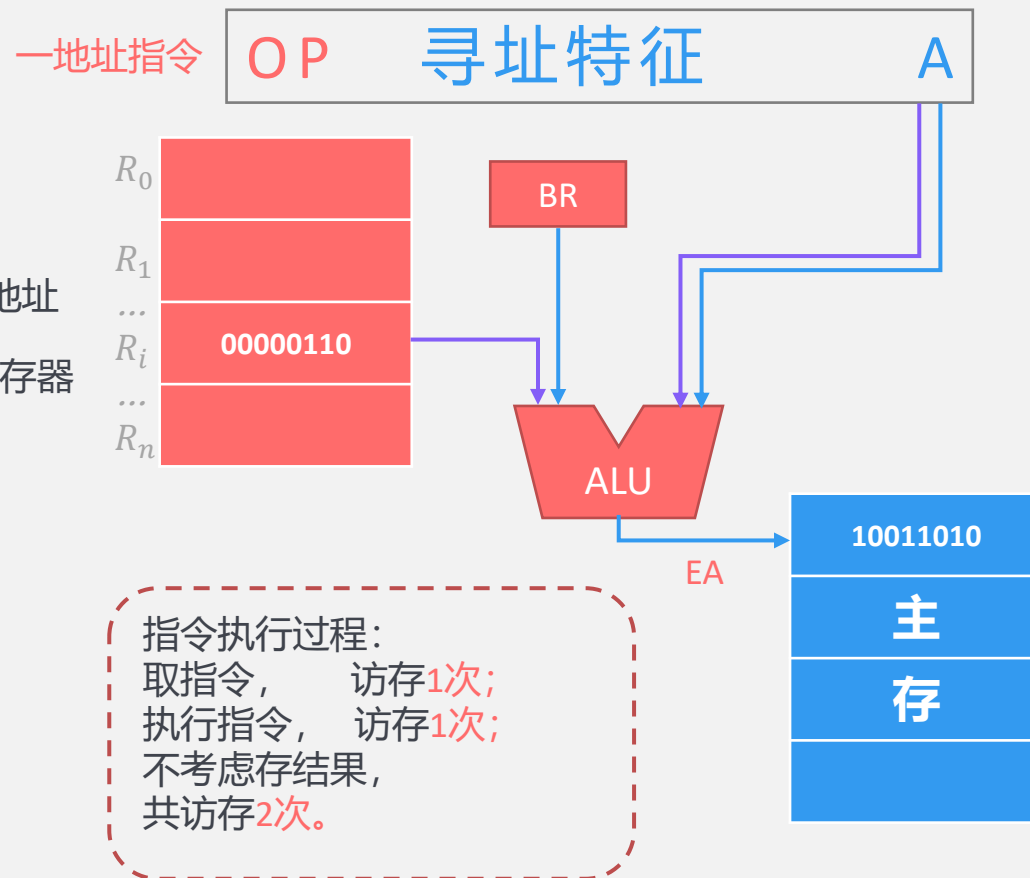 一地址指令
OP 寻址特征 A
R0
BR
R1
地址
...
Ri
00000110
存器
...
Rn
ALU
10011010
EA
主
存
指令执行过程：
取指令， 访存1次；
执行指令， 访存1次；
不考虑存结果，
共访存2次。